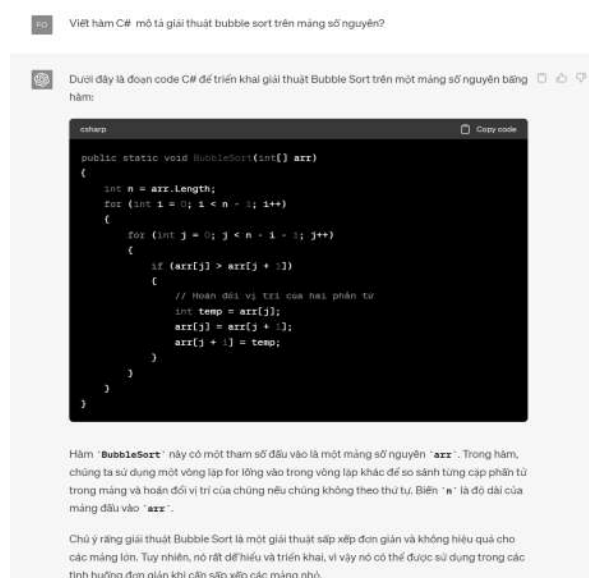 FO
Viết hàm C# mô tả giải thuật bubble sort trên mảng số nguyên?
Dưới đây là đoạn code C# để triển khai giải thuật Bubble Sort trên một mảng số nguyên bằng
hàm:
csharp
Copy code
public static void BubbleSort(int[] arr)
{
    int n = arr.Length;
    for (int i = 0; i < n - 1; i++)
    {
        for (int j = 0; j < n - i - 1; j++)
        {
            if (arr[j] > arr[j + 1])
            {
                // Hoán đổi vị trí của hai phần tử
                int temp = arr[j];
                arr[j] = arr[j + 1];
                arr[j + 1] = temp;
            }
        }
    }
}
Hàm `BubbleSort` này có một tham số đầu vào là một mảng số nguyên `arr`. Trong hàm,
chúng ta sử dụng một vòng lặp for lồng vào trong vòng lặp khác để so sánh từng cặp phần tử
trong mảng và hoán đổi vị trí của chúng nếu chúng không theo thứ tự. Biến `n` là độ dài của
mảng đầu vào `arr`.
Chú ý rằng giải thuật Bubble Sort là một giải thuật sắp xếp đơn giản và không hiệu quả cho
các mảng lớn. Tuy nhiên, nó rất dễ hiểu và triển khai, vì vậy nó có thể được sử dụng trong các
tình huống đơn giản khi cần sắp xếp các mảng nhỏ.